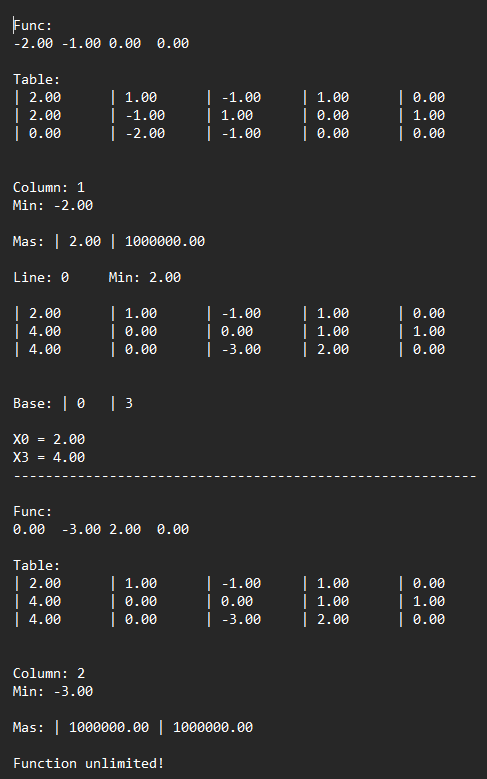 Func:
-2.00 -1.00 0.00  0.00
Table:
| 2.00      | 1.00      | -1.00     | 1.00      | 0.00
| 2.00      | -1.00     | 1.00      | 0.00      | 1.00
| 0.00      | -2.00     | -1.00     | 0.00      | 0.00
Column: 1
Min: -2.00
Mas: | 2.00 | 1000000.00
Line: 0     Min: 2.00
| 2.00      | 1.00      | -1.00     | 1.00      | 0.00
| 4.00      | 0.00      | 0.00      | 1.00      | 1.00
| 4.00      | 0.00      | -3.00     | 2.00      | 0.00
Base: | 0   | 3
X0 = 2.00
X3 = 4.00
----------------------------------------------------------
Func:
0.00  -3.00 2.00  0.00
Table:
| 2.00      | 1.00      | -1.00     | 1.00      | 0.00
| 4.00      | 0.00      | 0.00      | 1.00      | 1.00
| 4.00      | 0.00      | -3.00     | 2.00      | 0.00
Column: 2
Min: -3.00
Mas: | 1000000.00 | 1000000.00
Function unlimited!